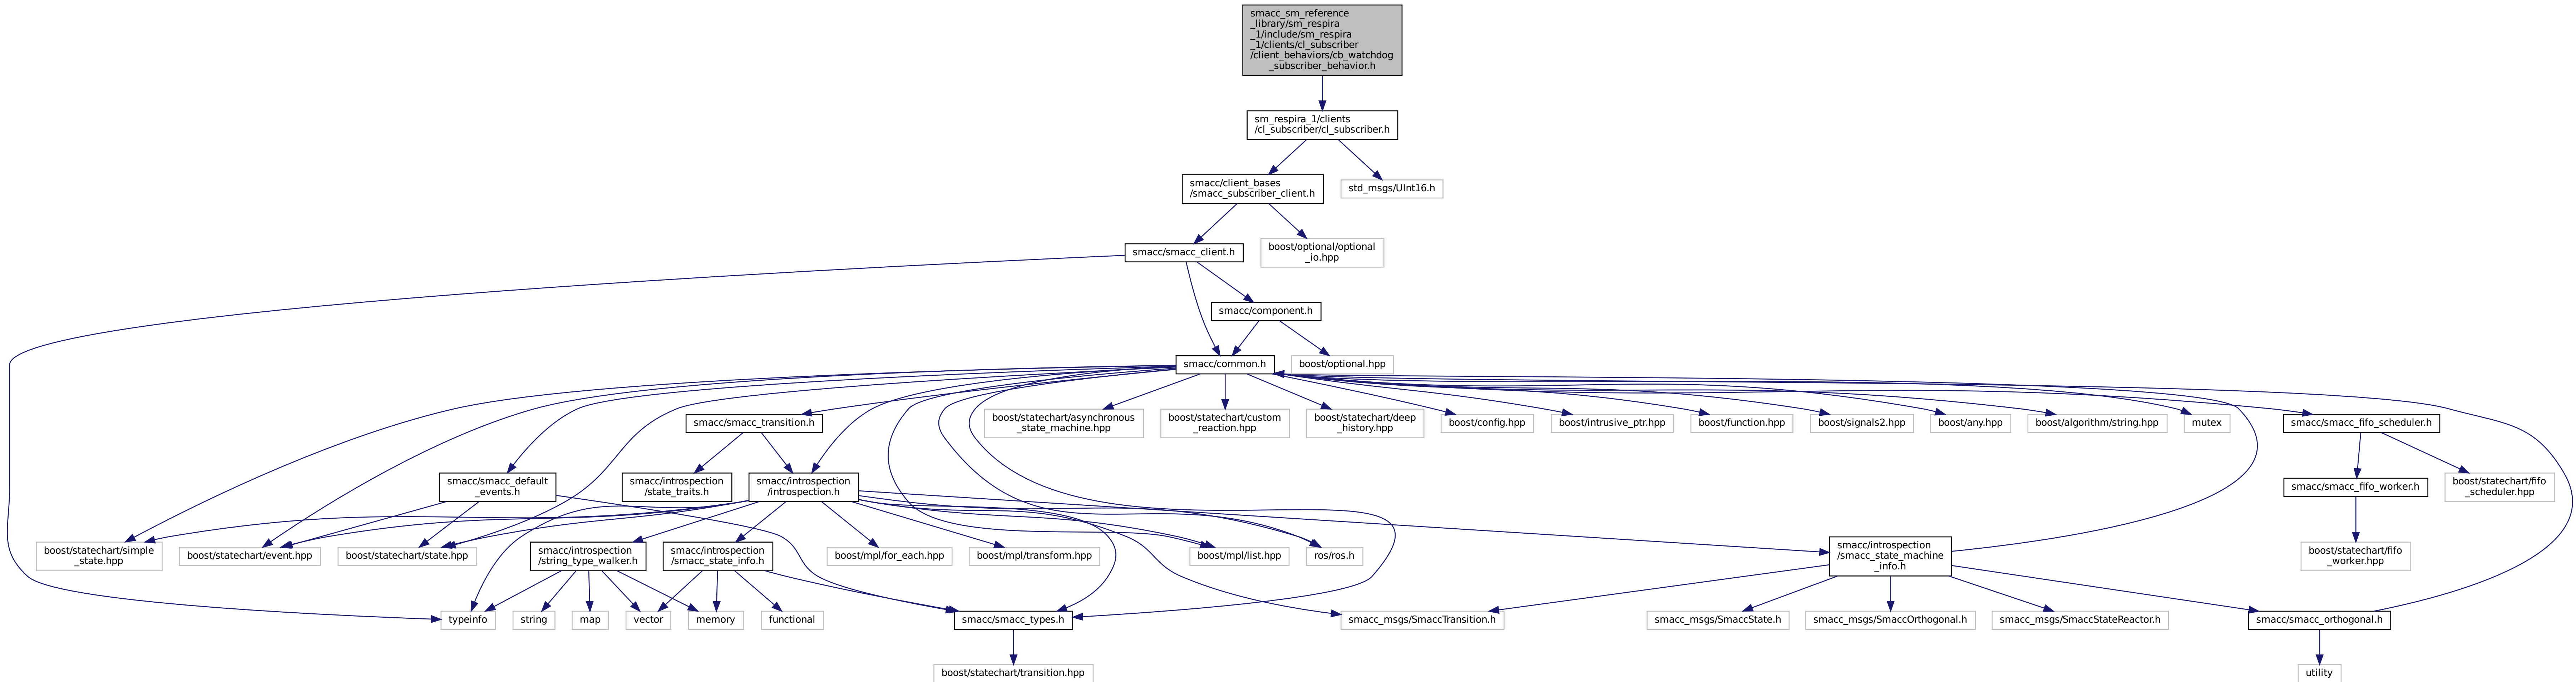 smacc_sm_reference
_library/sm_respira
_1/include/sm_respira
_1/clients/cl_subscriber
/client_behaviors/cb_watchdog
_subscriber_behavior.h
sm_respira_1/clients
/cl_subscriber/cl_subscriber.h
smacc/client_bases
/smacc_subscriber_client.h
std_msgs/UInt16.h
smacc/smacc_client.h
boost/optional/optional
_io.hpp
smacc/component.h
smacc/common.h
boost/optional.hpp
smacc/smacc_transition.h
boost/statechart/asynchronous
_state_machine.hpp
boost/statechart/custom
_reaction.hpp
boost/statechart/deep
_history.hpp
boost/config.hpp
boost/intrusive_ptr.hpp
boost/function.hpp
boost/signals2.hpp
boost/any.hpp
boost/algorithm/string.hpp
mutex
smacc/smacc_fifo_scheduler.h
smacc/smacc_default
_events.h
smacc/introspection
/state_traits.h
smacc/introspection
/introspection.h
smacc/smacc_fifo_worker.h
boost/statechart/fifo
_scheduler.hpp
boost/statechart/simple
_state.hpp
boost/statechart/event.hpp
boost/statechart/state.hpp
smacc/introspection
/string_type_walker.h
smacc/introspection
/smacc_state_info.h
boost/mpl/for_each.hpp
boost/mpl/transform.hpp
boost/mpl/list.hpp
ros/ros.h
smacc/introspection
/smacc_state_machine
_info.h
boost/statechart/fifo
_worker.hpp
typeinfo
string
map
vector
memory
functional
smacc/smacc_types.h
smacc_msgs/SmaccTransition.h
smacc_msgs/SmaccState.h
smacc_msgs/SmaccOrthogonal.h
smacc_msgs/SmaccStateReactor.h
smacc/smacc_orthogonal.h
boost/statechart/transition.hpp
utility